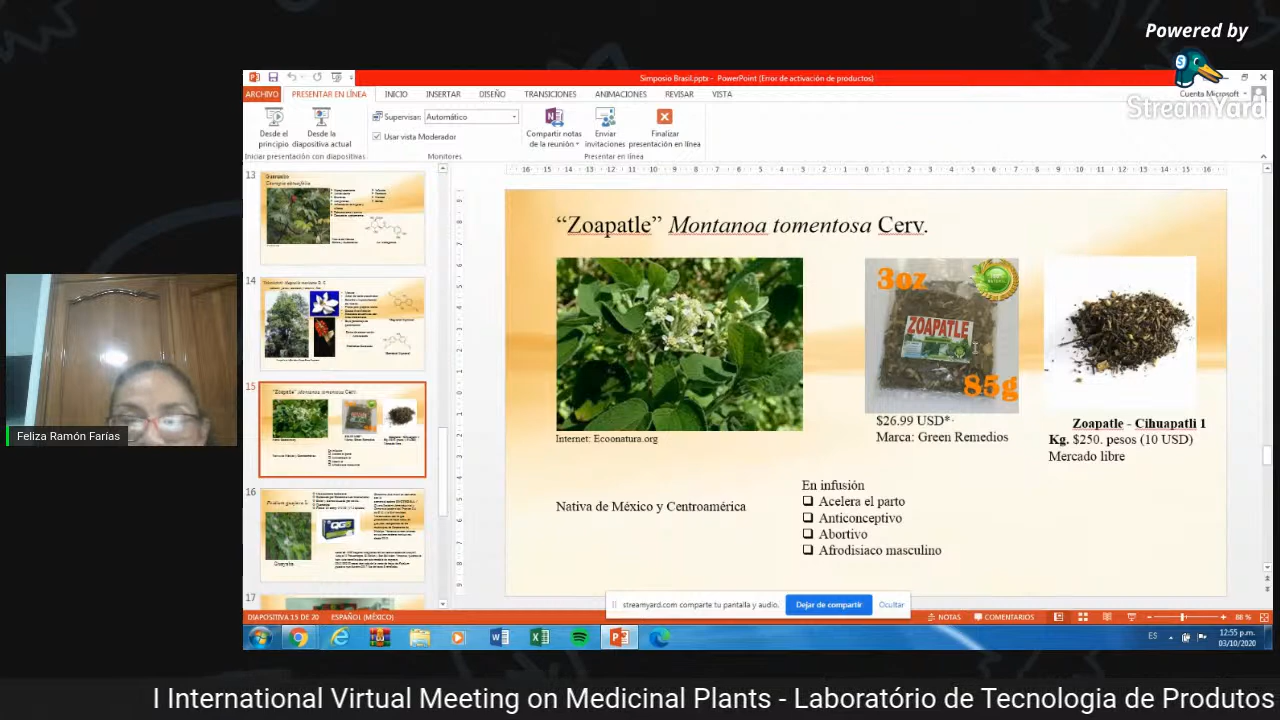 Powered by
StreamYard
Simposio Brasil.pptx - PowerPoint (Error de activación de productos)
ARCHIVO PRESENTAR EN LÍNEA INICIO INSERTAR DISEÑO TRANSICIONES ANIMACIONES REVISAR VISTA
Cuenta Microsoft
Desde el principio
Desde la diapositiva actual
Iniciar presentación con diapositivas
Supervisar: Automático
Usar vista Moderador
Monitores
Compartir notas de la reunión
Enviar invitaciones
Finalizar presentación en línea
Presentar en línea
13
14
15
16
17
"Zoapatle" Montanoa tomentosa Cerv.
Internet: Ecoonatura.org
3oz
ZOAPATLE
85g
$26.99 USD*
Marca: Green Remedios
Zoapatle - Cihuapatli 1
Kg. $250. pesos (10 USD)
Mercado libre
Nativa de México y Centroamérica
En infusión
Acelera el parto
Anticonceptivo
Abortivo
Afrodisiaco masculino
Feliza Ramón Farías
streamyard.com comparte tu pantalla y audio.
Dejar de compartir
Ocultar
DIAPOSITIVA 15 DE 20 ESPAÑOL (MÉXICO)
NOTAS COMENTARIOS 88 %
ES
12:55 p.m.
03/10/2020
I International Virtual Meeting on Medicinal Plants - Laboratório de Tecnologia de Produtos